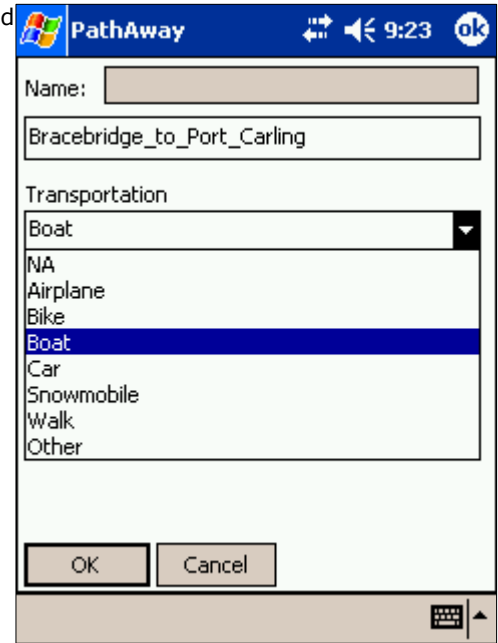 d
PathAway 9:23 ok
Name:
Bracebridge_to_Port_Carling
Transportation
Boat
NA
Airplane
Bike
Boat
Car
Snowmobile
Walk
Other
OK Cancel